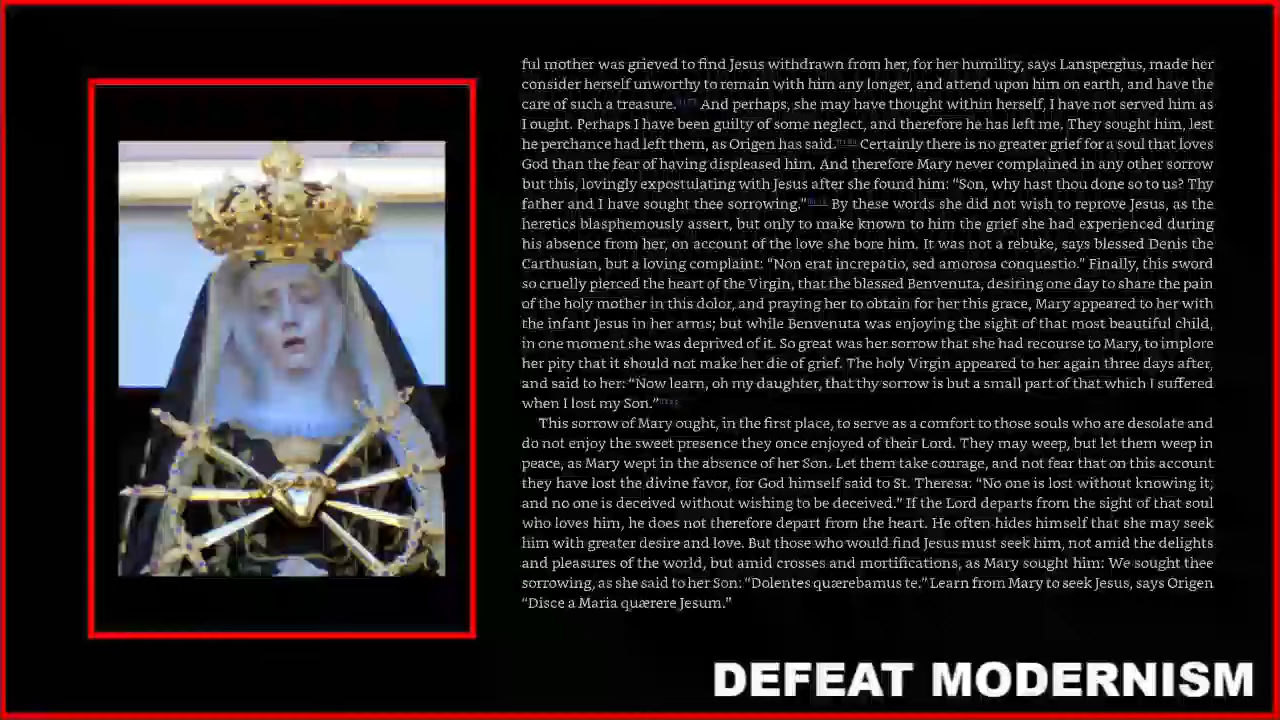 ful mother was grieved to find Jesus withdrawn from her, for her humility, says Lanspergius, made her
consider herself unworthy to remain with him any longer, and attend upon him on earth, and have the
care of such a treasure. And perhaps, she may have thought within herself, I have not served him as
I ought. Perhaps I have been guilty of some neglect, and therefore he has left me. They sought him, lest
he perchance had left them, as Origen has said. Certainly there is no greater grief for a soul that loves
God than the fear of having displeased him. And therefore Mary never complained in any other sorrow
but this, lovingly expostulating with Jesus after she found him: “Son, why hast thou done so to us? Thy
father and I have sought thee sorrowing.” By these words she did not wish to reprove Jesus, as the
heretics blasphemously assert, but only to make known to him the grief she had experienced during
his absence from her, on account of the love she bore him. It was not a rebuke, says blessed Denis the
Carthusian, but a loving complaint: “Non erat increpatio, sed amorosa conquestio.” Finally, this sword
so cruelly pierced the heart of the Virgin, that the blessed Benvenuta, desiring one day to share the pain
of the holy mother in this dolor, and praying her to obtain for her this grace, Mary appeared to her with
the infant Jesus in her arms; but while Benvenuta was enjoying the sight of that most beautiful child,
in one moment she was deprived of it. So great was her sorrow that she had recourse to Mary, to implore
her pity that it should not make her die of grief. The holy Virgin appeared to her again three days after,
and said to her: “Now learn, oh my daughter, that thy sorrow is but a small part of that which I suffered
when I lost my Son.”
This sorrow of Mary ought, in the first place, to serve as a comfort to those souls who are desolate and
do not enjoy the sweet presence they once enjoyed of their Lord. They may weep, but let them weep in
peace, as Mary wept in the absence of her Son. Let them take courage, and not fear that on this account
they have lost the divine favor, for God himself said to St. Theresa: “No one is lost without knowing it;
and no one is deceived without wishing to be deceived.” If the Lord departs from the sight of that soul
who loves him, he does not therefore depart from the heart. He often hides himself that she may seek
him with greater desire and love. But those who would find Jesus must seek him, not amid the delights
and pleasures of the world, but amid crosses and mortifications, as Mary sought him: We sought thee
sorrowing, as she said to her Son: “Dolentes quærebamus te.” Learn from Mary to seek Jesus, says Origen
“Disce a Maria quærere Jesum.”
DEFEAT MODERNISM